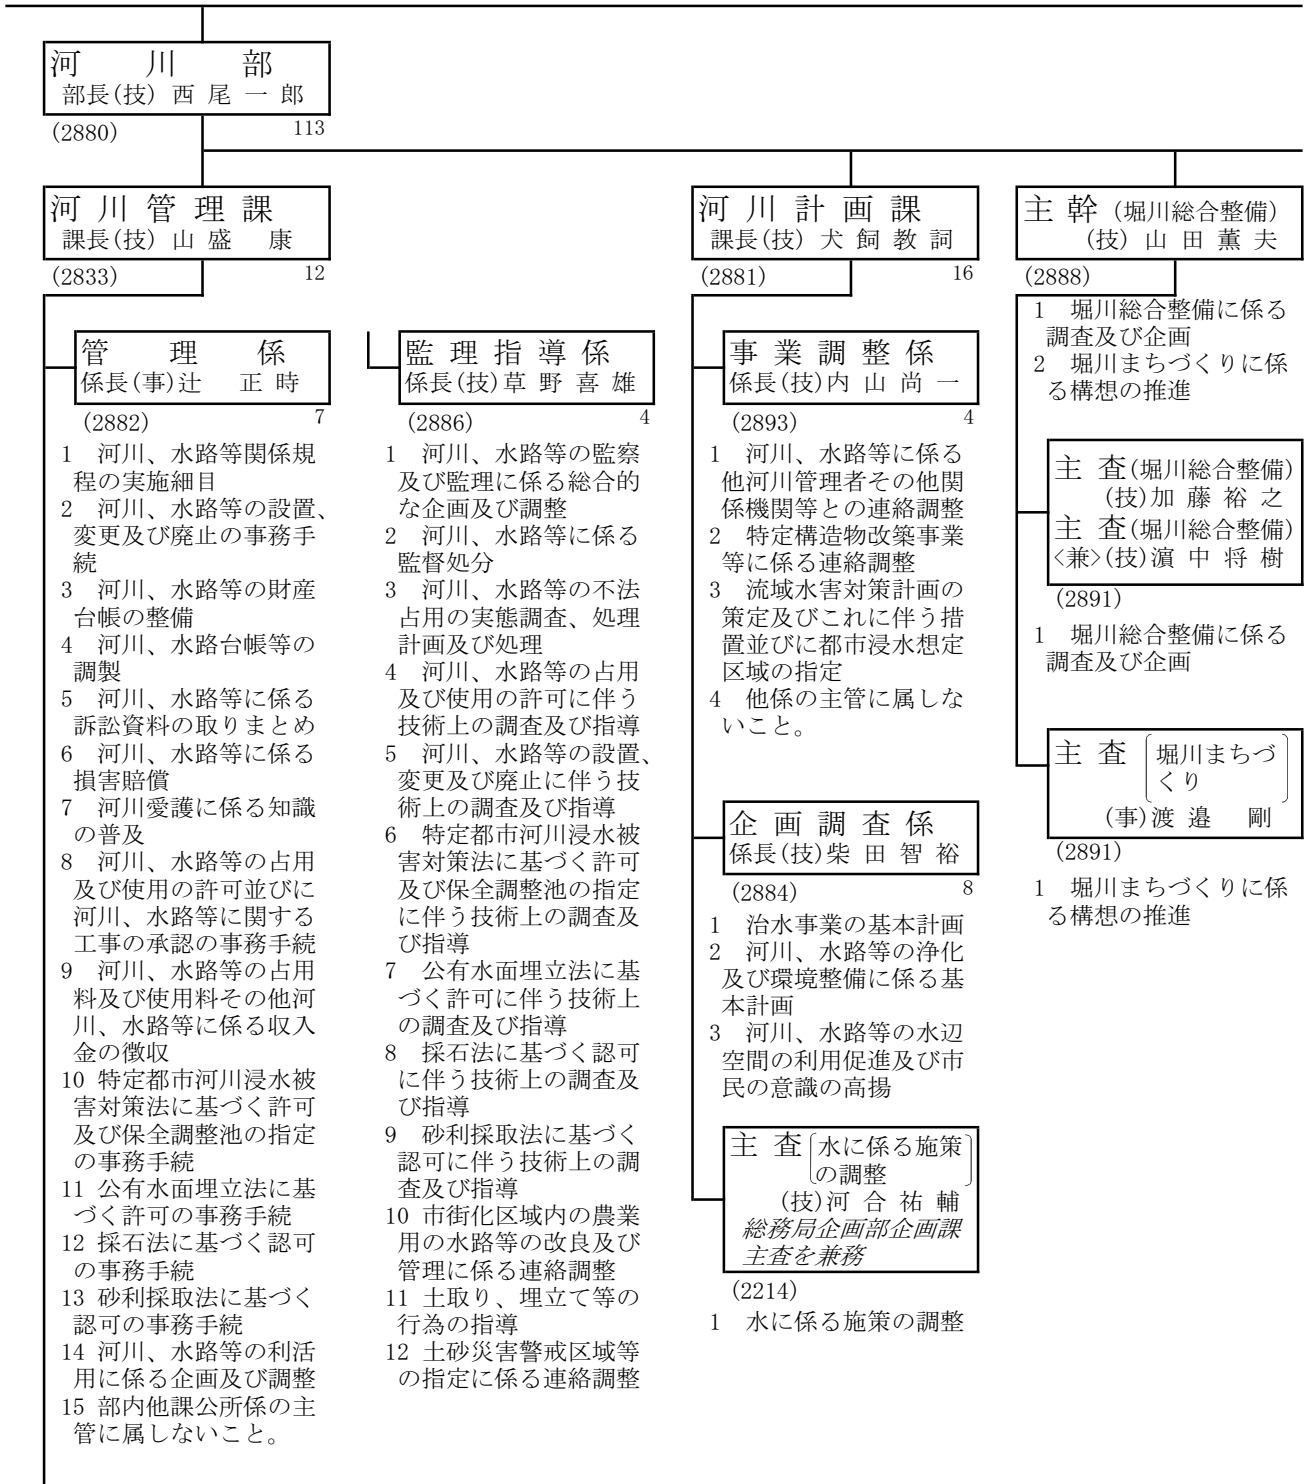 河川部
部長(技) 西尾一郎
(2880) 113
河川管理課
課長(技) 山盛 康
(2833) 12
管理係
係長(事)辻 正時
(2882) 7
1 河川、水路等関係規
程の実施細目
2 河川、水路等の設置、
変更及び廃止の事務手
続
3 河川、水路等の財産
台帳の整備
4 河川、水路台帳等の
調製
5 河川、水路等に係る
訴訟資料の取りまとめ
6 河川、水路等に係る
損害賠償
7 河川愛護に係る知識
の普及
8 河川、水路等の占用
及び使用の許可並びに
河川、水路等に関する
工事の承認の事務手続
9 河川、水路等の占用
料及び使用料その他河
川、水路等に係る収入
金の徴収
10 特定都市河川浸水被
害対策法に基づく許可
及び保全調整池の指定
の事務手続
11 公有水面埋立法に基
づく許可の事務手続
12 採石法に基づく認可
の事務手続
13 砂利採取法に基づく
認可の事務手続
14 河川、水路等の利活
用に係る企画及び調整
15 部内他課公所係の主
管に属しないこと。
監理指導係
係長(技)草野喜雄
(2886) 4
1 河川、水路等の監察
及び監理に係る総合的
な企画及び調整
2 河川、水路等に係る
監督処分
3 河川、水路等の不法
占用の実態調査、処理
計画及び処理
4 河川、水路等の占用
及び使用の許可に伴う
技術上の調査及び指導
5 河川、水路等の設置、
変更及び廃止に伴う技
術上の調査及び指導
6 特定都市河川浸水被
害対策法に基づく許可
及び保全調整池の指定
に伴う技術上の調査及
び指導
7 公有水面埋立法に基
づく許可に伴う技術上
の調査及び指導
8 採石法に基づく認可
に伴う技術上の調査及
び指導
9 砂利採取法に基づく
認可に伴う技術上の調
査及び指導
10 市街化区域内の農業
用の水路等の改良及び
管理に係る連絡調整
11 土取り、埋立て等の
行為の指導
12 土砂災害警戒区域等
の指定に係る連絡調整
河川計画課
課長(技) 犬飼教詞
(2881) 16
事業調整係
係長(技)内山尚一
(2893) 4
1 河川、水路等に係る
他河川管理者その他関
係機関等との連絡調整
2 特定構造物改築事業
等に係る連絡調整
3 流域水害対策計画の
策定及びこれに伴う措
置並びに都市浸水想定
区域の指定
4 他係の主管に属しな
いこと。
企画調査係
係長(技)柴田智裕
(2884) 8
1 治水事業の基本計画
2 河川、水路等の浄化
及び環境整備に係る基
本計画
3 河川、水路等の水辺
空間の利用促進及び市
民の意識の高揚
主査〔水に係る施策
の調整〕
(技)河合祐輔
総務局企画部企画課
主査を兼務
(2214)
1 水に係る施策の調整
主幹(堀川総合整備)
(技) 山田薫夫
(2888)
1 堀川総合整備に係る
調査及び企画
2 堀川まちづくりに係
る構想の推進
主査(堀川総合整備)
(技)加藤裕之
主査(堀川総合整備)
<兼>(技)濵中将樹
(2891)
1 堀川総合整備に係る
調査及び企画
主査〔堀川まちづ
くり〕
(事)渡邉 剛
(2891)
1 堀川まちづくりに係
る構想の推進